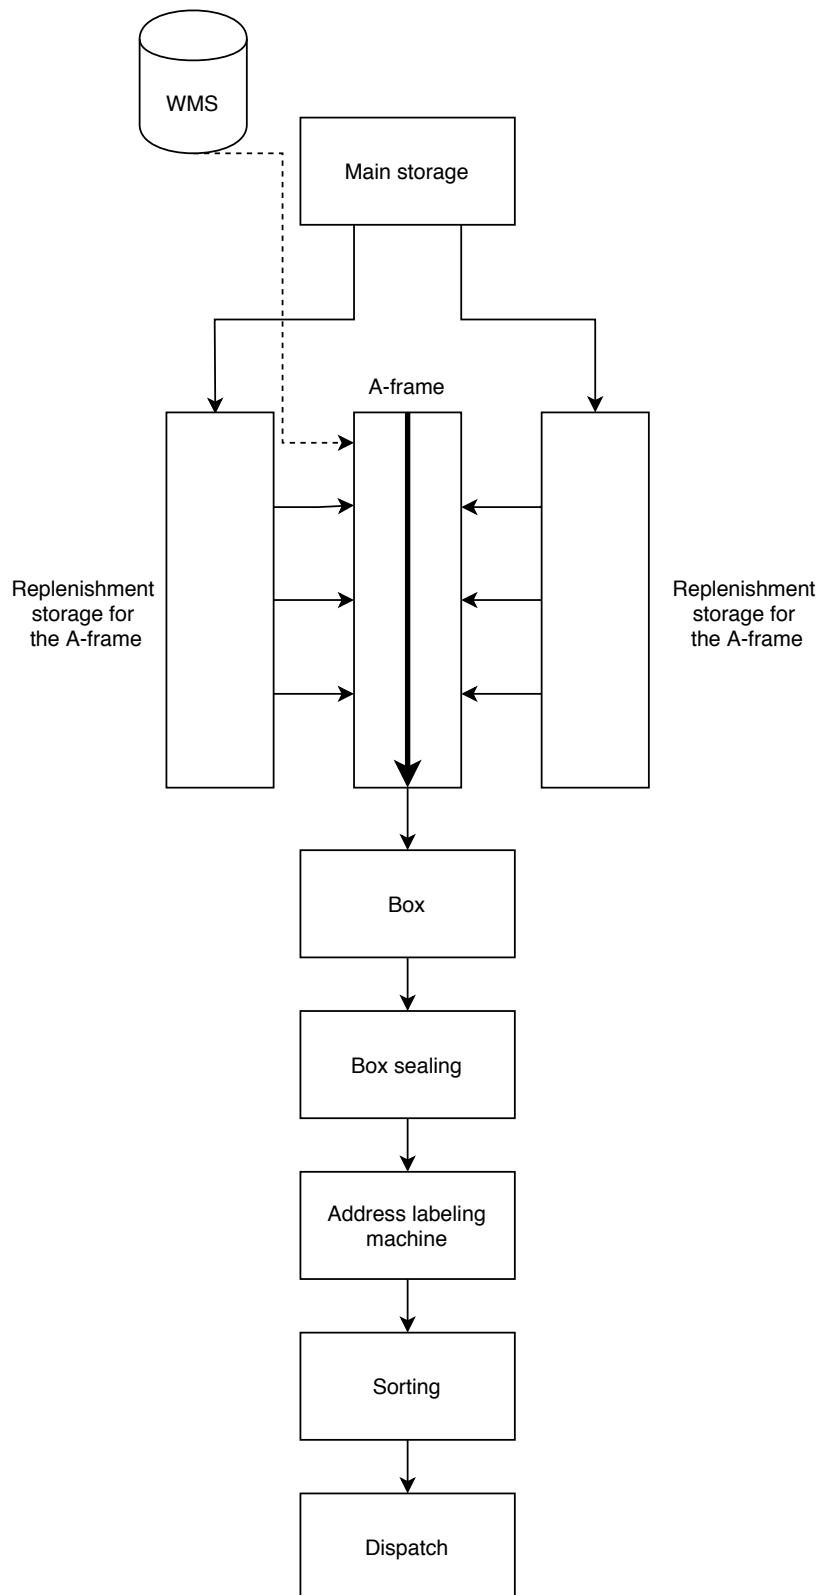 WMS
Main storage
A-frame
Replenishment
storage for
the A-frame
Replenishment
storage for
the A-frame
Box
Box sealing
Address labeling
machine
Sorting
Dispatch